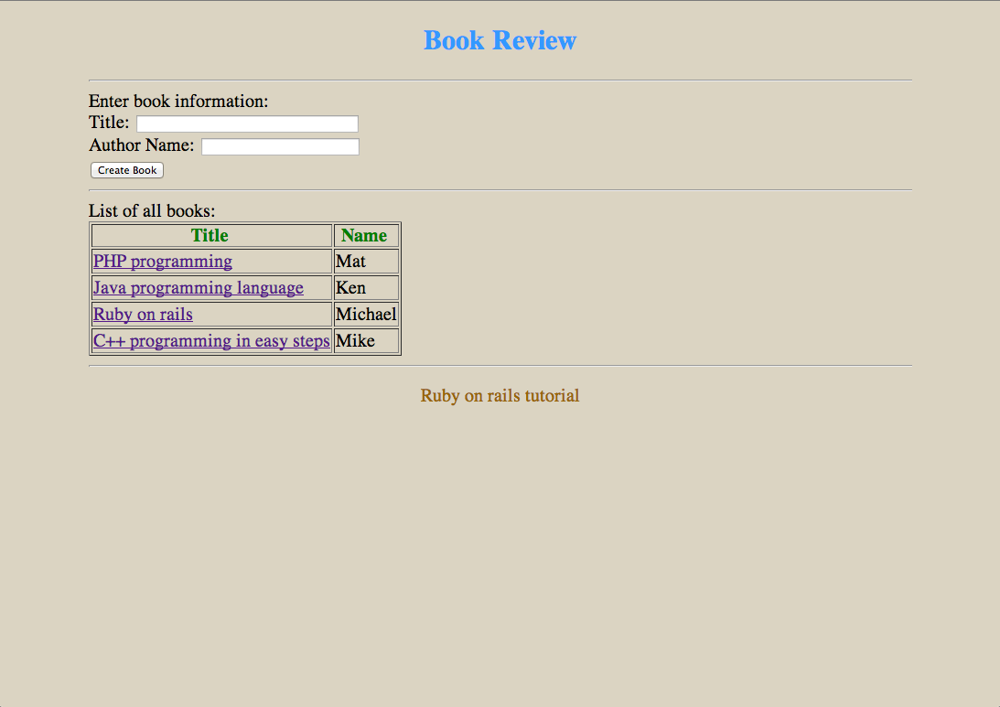 Book Review
Enter book information:
Title:
Author Name:
Create Book
List of all books:
Title Name
PHP programming Mat
Java programming language Ken
Ruby on rails Michael
C++ programming in easy steps Mike
Ruby on rails tutorial